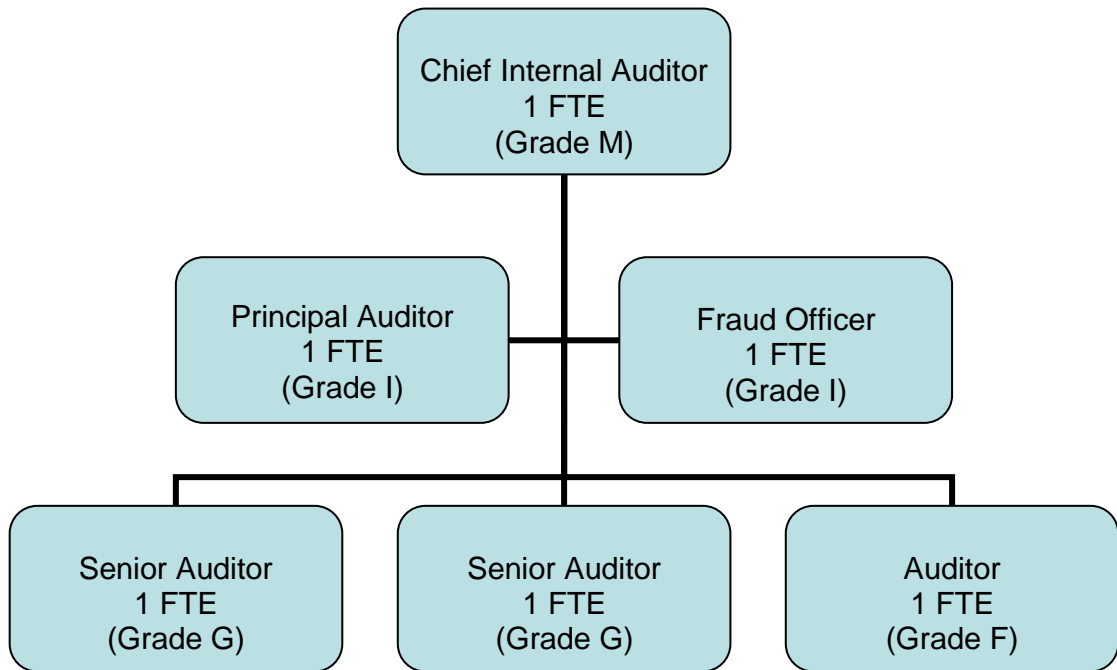 Chief Internal Auditor
1 FTE
(Grade M)
Principal Auditor
1 FTE
(Grade I)
Fraud Officer
1 FTE
(Grade I)
Senior Auditor
1 FTE
(Grade G)
Senior Auditor
1 FTE
(Grade G)
Auditor
1 FTE
(Grade F)